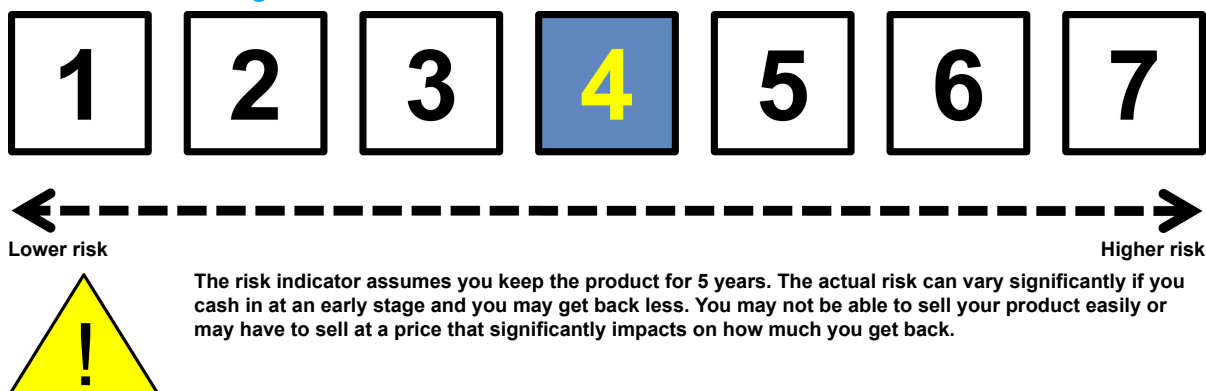 1 2 3 4 5 6 7
Lower risk Higher risk
The risk indicator assumes you keep the product for 5 years. The actual risk can vary significantly if you
cash in at an early stage and you may get back less. You may not be able to sell your product easily or
may have to sell at a price that significantly impacts on how much you get back.
!